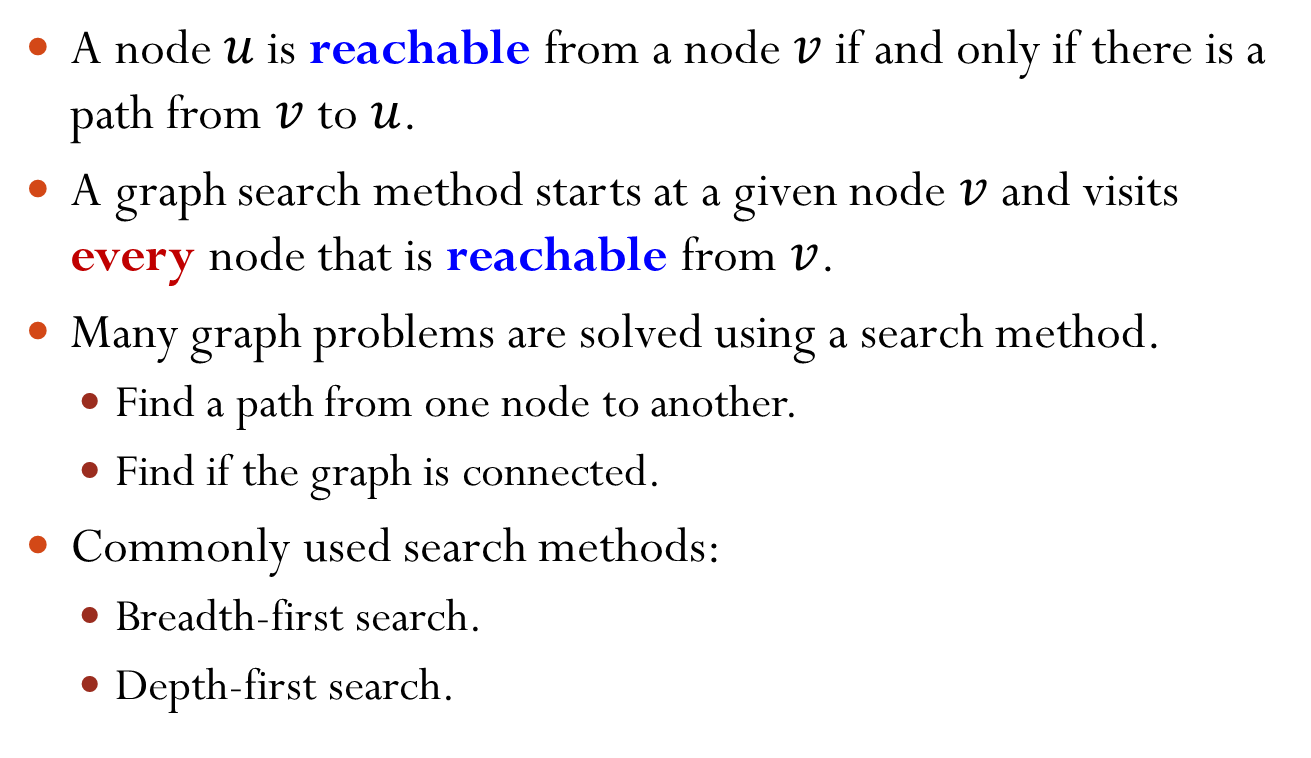 • A node u is reachable from a node v if and only if there is a
path from v to u.
• A graph search method starts at a given node v and visits
every node that is reachable from v.
• Many graph problems are solved using a search method.
• Find a path from one node to another.
• Find if the graph is connected.
• Commonly used search methods:
• Breadth-first search.
• Depth-first search.